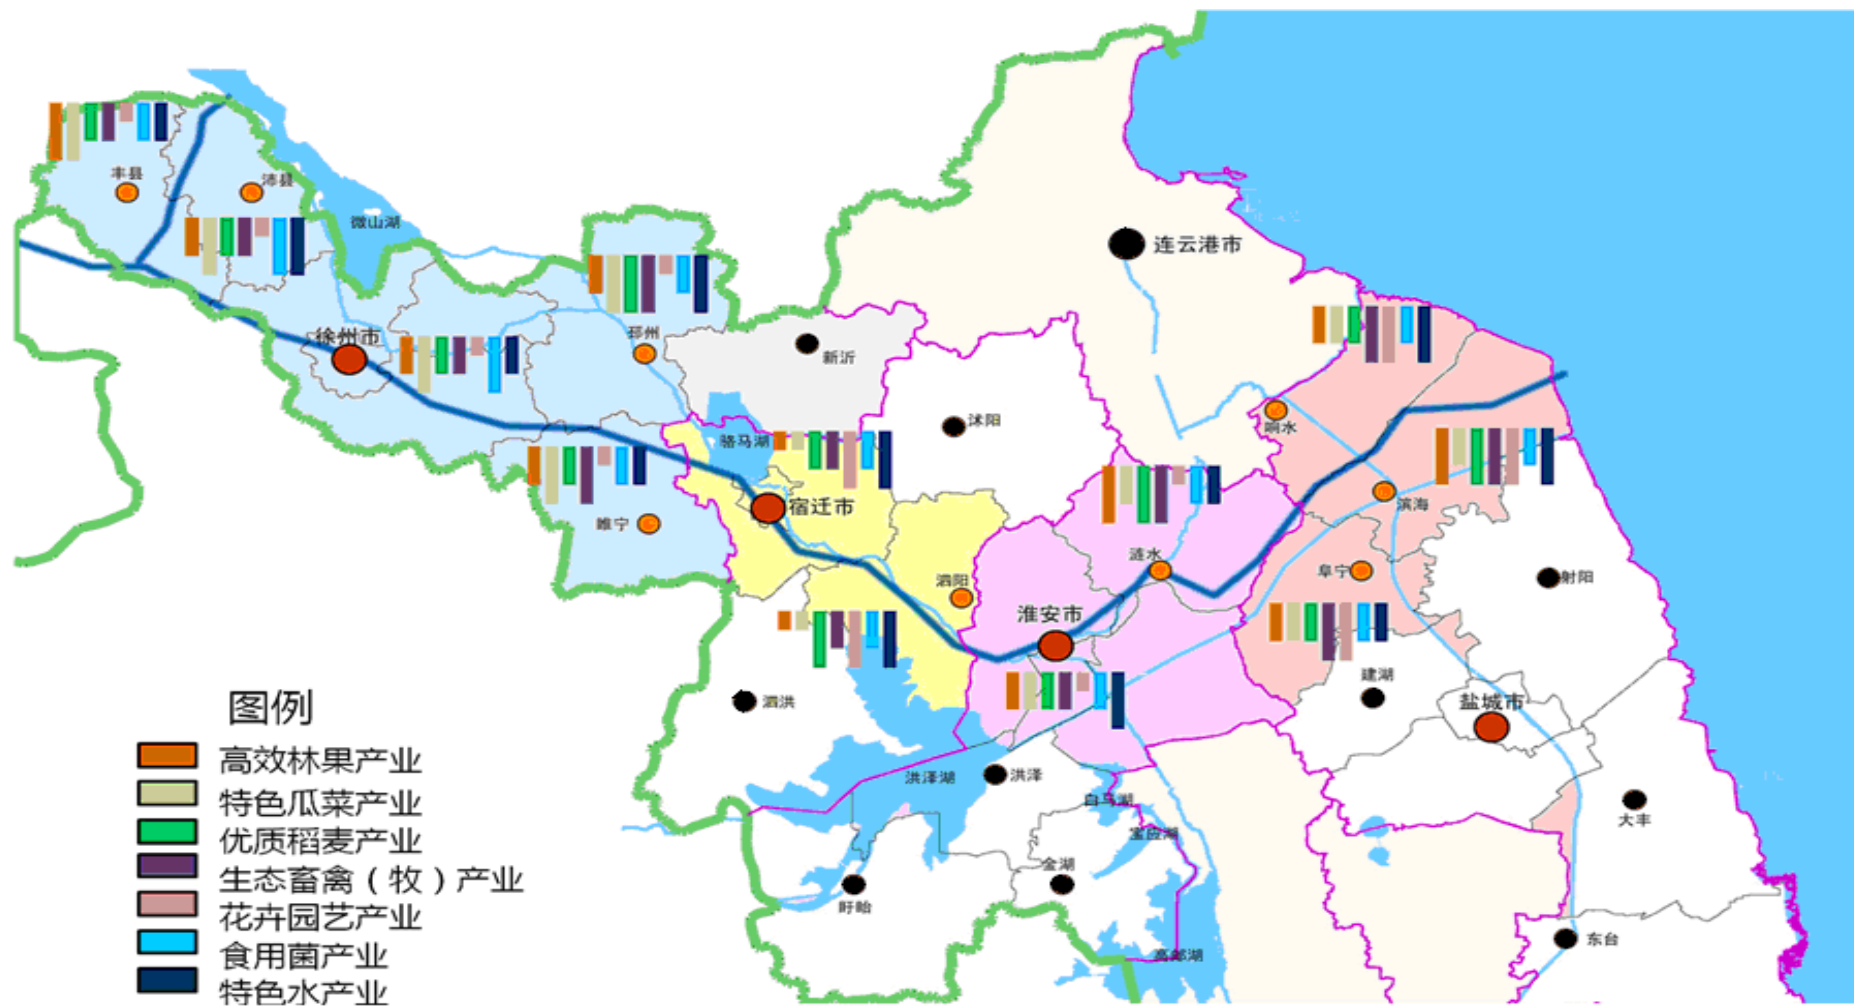 丰县
沛县
微山湖
连云港市
徐州市
邳州
新沂
沭阳
响水
骆马湖
滨海
宿迁市
睢宁
涟水
阜宁
射阳
泗阳
淮安市
建湖
盐城市
泗洪
洪泽湖
洪泽
白马湖
大丰
宝应湖
金湖
盱眙
东台
高邮湖
图例
高效林果产业
特色瓜菜产业
优质稻麦产业
生态畜禽（牧）产业
花卉园艺产业
食用菌产业
特色水产业